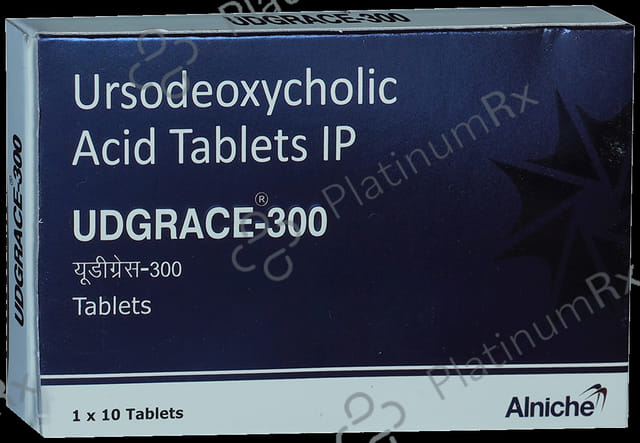 UDGRACE-300
Ursodeoxycholic
Acid Tablets IP
UDGRACE®-300
यूडीग्रेस-300
Tablets
1 x 10 Tablets
Alniche
UDGRACE®-300
PlatinumRx
PlatinumRx